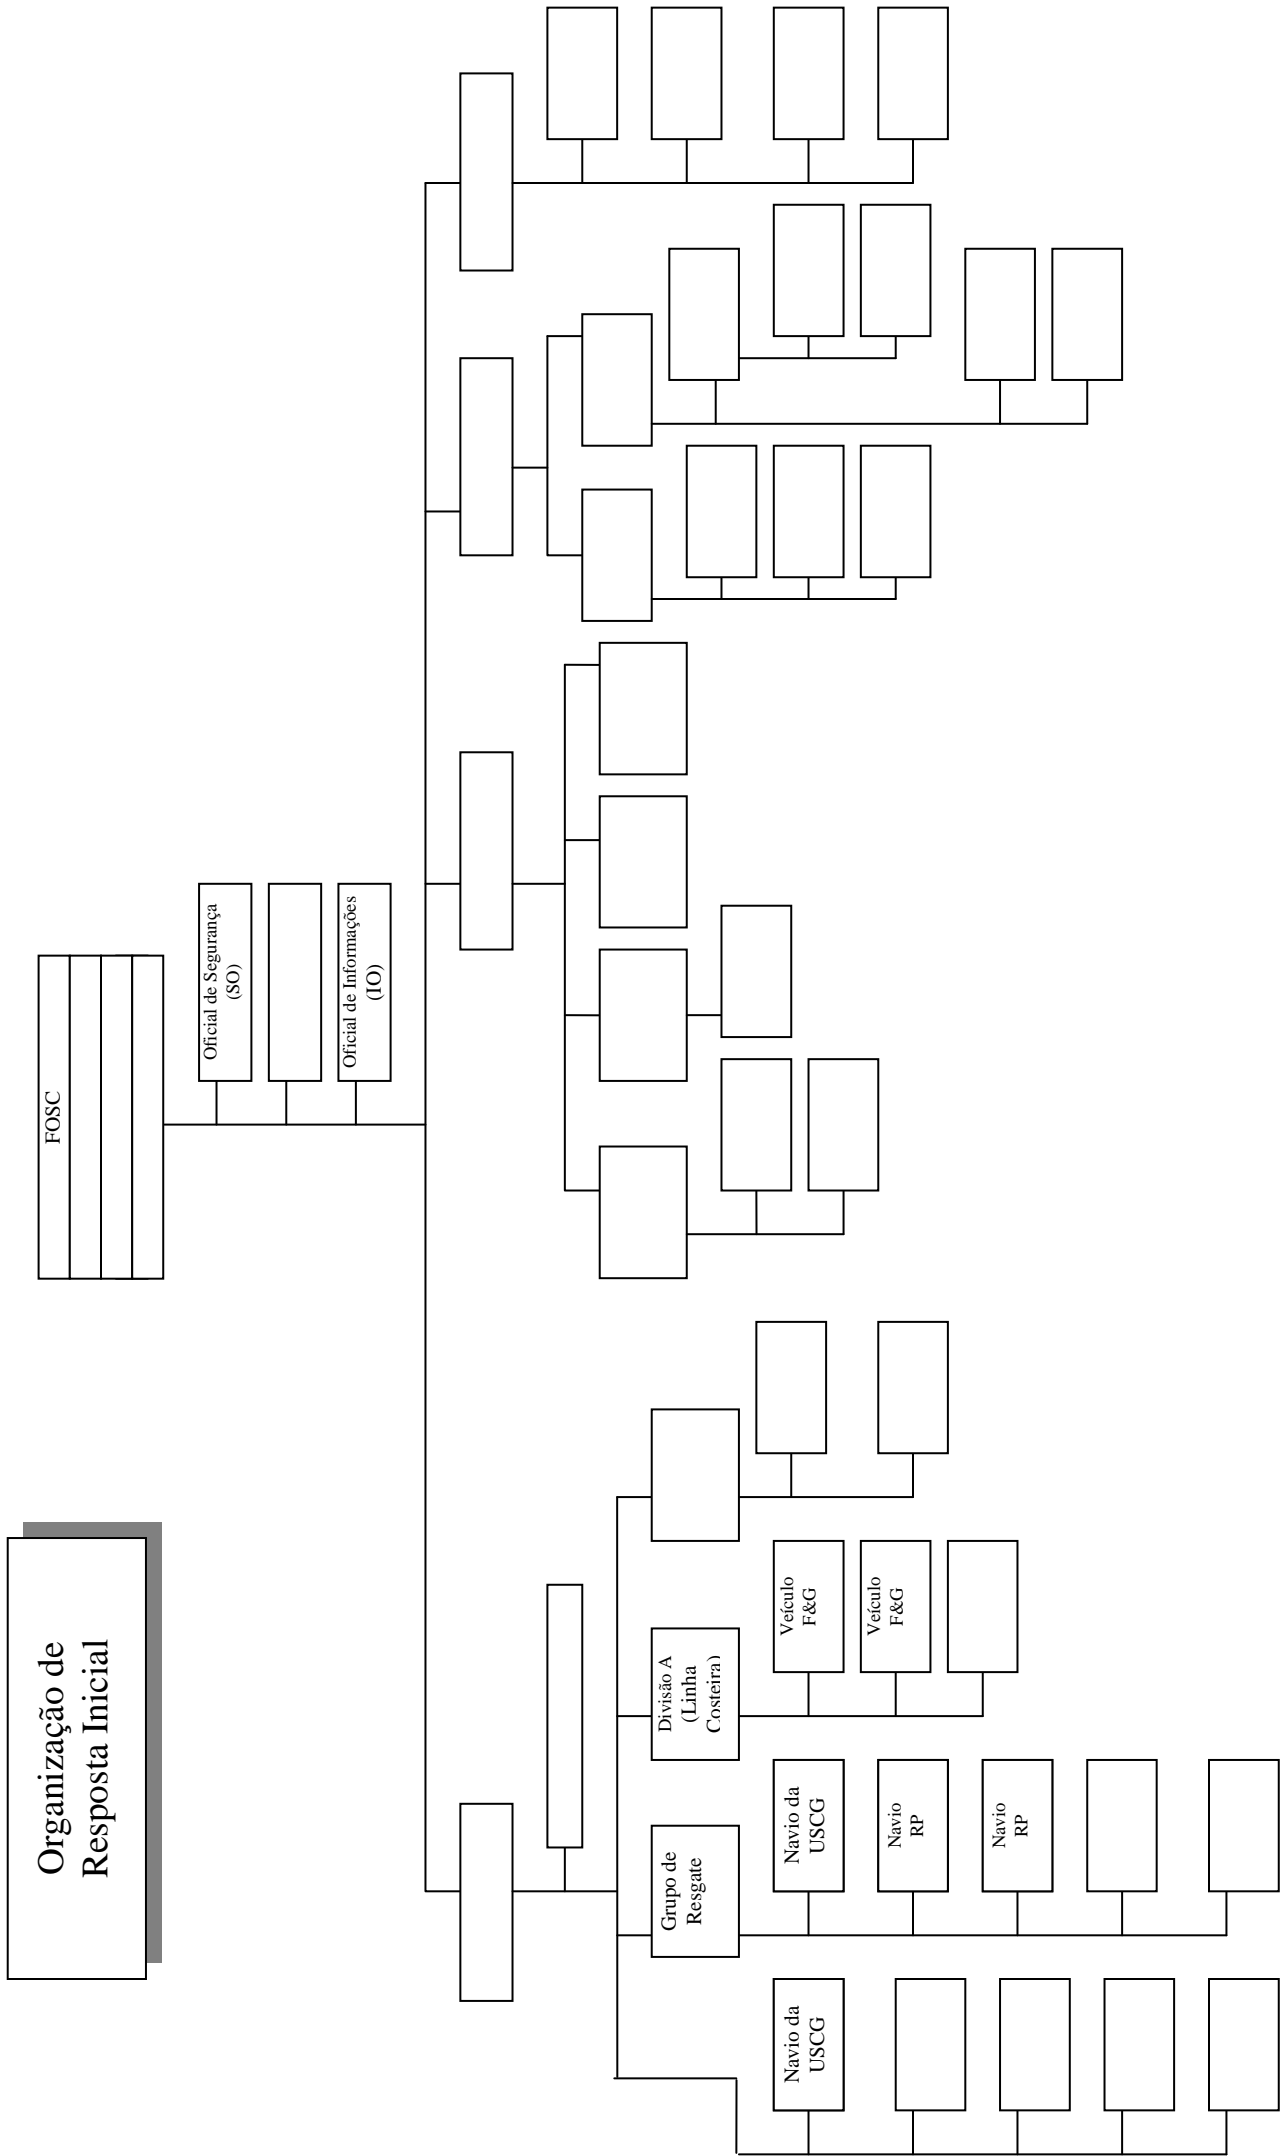 Organização de
Resposta Inicial
FOSC
Oficial de Segurança
(SO)
Oficial de Informações
(IO)
Grupo de
Resgate
Divisão A
(Linha
Costeira)
Navio da
USCG
Navio da
USCG
Navio
RP
Navio
RP
Veículo
F&G
Veículo
F&G